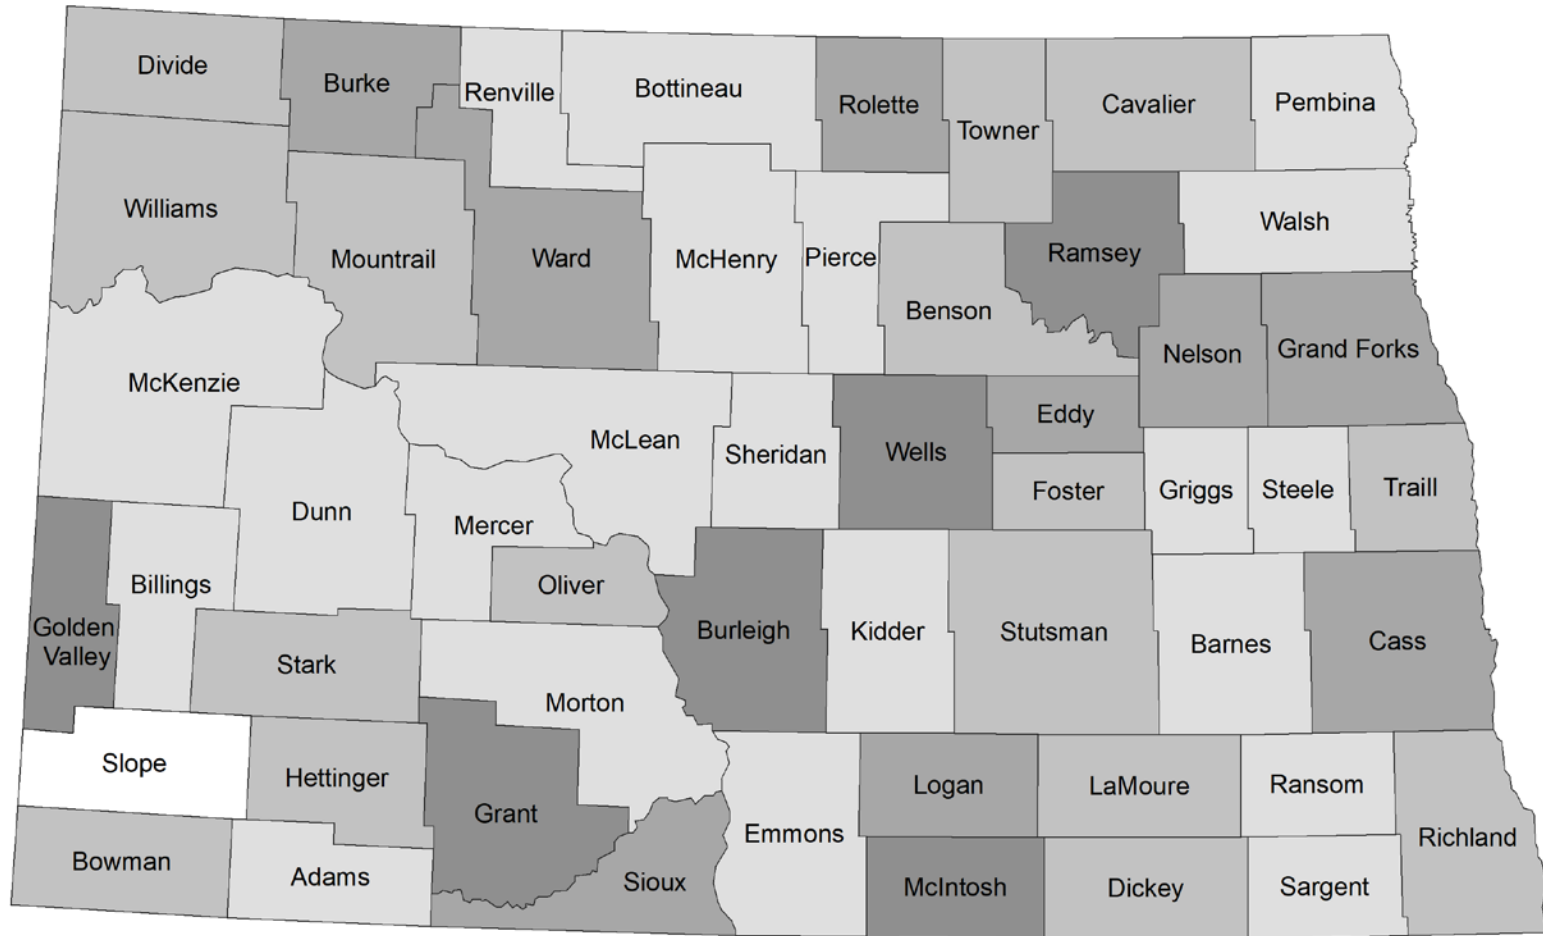 Divide
Burke
Renville
Bottineau
Rolette
Towner
Cavalier
Pembina
Williams
Mountrail
Ward
McHenry
Pierce
Benson
Ramsey
Walsh
McKenzie
Nelson
Grand Forks
Dunn
McLean
Sheridan
Wells
Eddy
Foster
Griggs
Steele
Traill
Mercer
Oliver
Billings
Golden
Valley
Stark
Morton
Burleigh
Kidder
Stutsman
Barnes
Cass
Slope
Hettinger
Grant
Emmons
Logan
LaMoure
Ransom
Richland
Bowman
Adams
Sioux
McIntosh
Dickey
Sargent